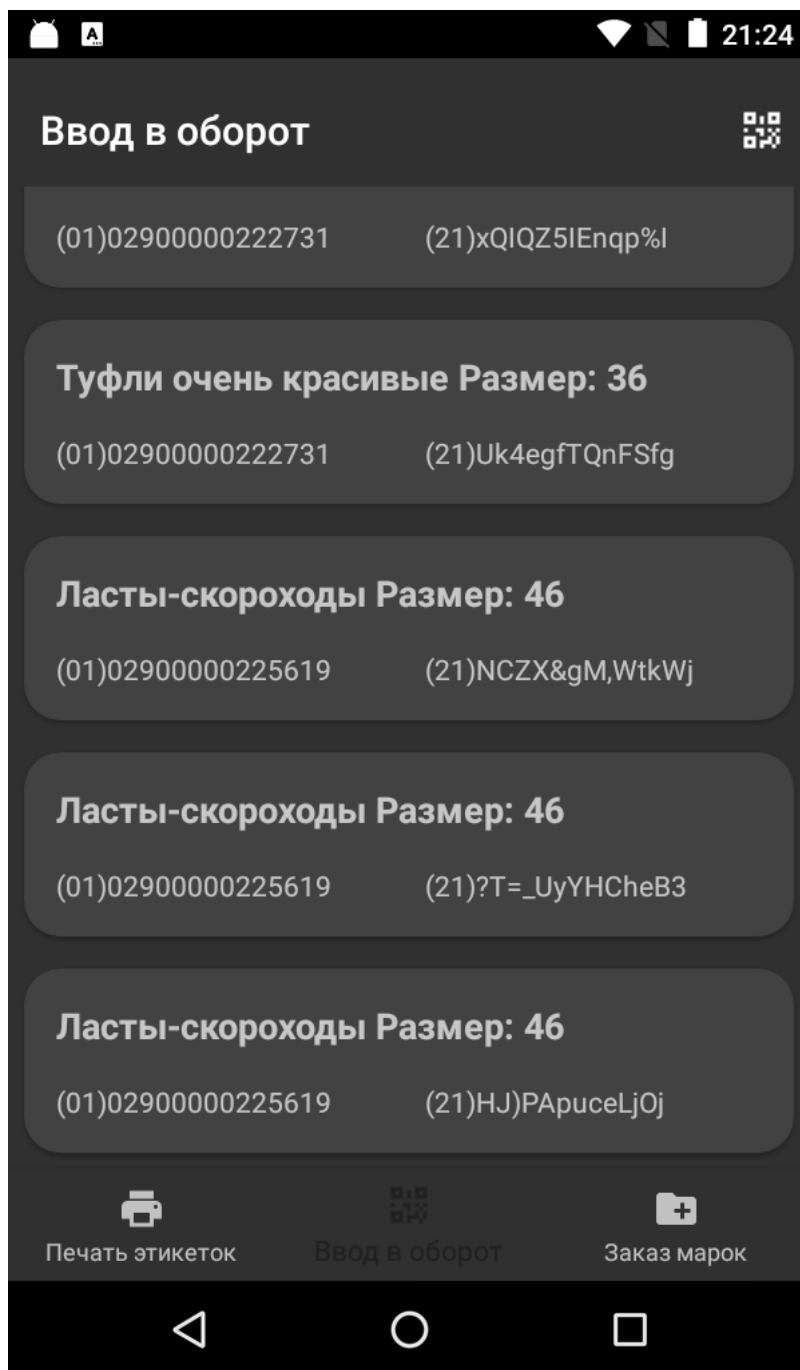 21:24
Ввод в оборот
(01)02900000222731 (21)xQIQZ5IEnqp%l
Туфли очень красивые Размер: 36
(01)02900000222731 (21)Uk4egfTQnFSfg
Ласты-скороходы Размер: 46
(01)02900000225619 (21)NCZX&gM,WtkWj
Ласты-скороходы Размер: 46
(01)02900000225619 (21)?T=_UyYHCheB3
Ласты-скороходы Размер: 46
(01)02900000225619 (21)HJ)PApuceLjOj
Печать этикеток Ввод в оборот Заказ марок